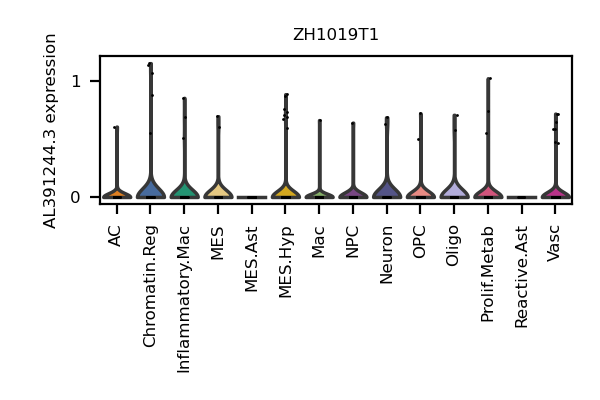 ZH1019T1
AL391244.3 expression
1
0
AC
Chromatin.Reg
Inflammatory.Mac
MES
MES.Ast
MES.Hyp
Mac
NPC
Neuron
OPC
Oligo
Prolif.Metab
Reactive.Ast
Vasc